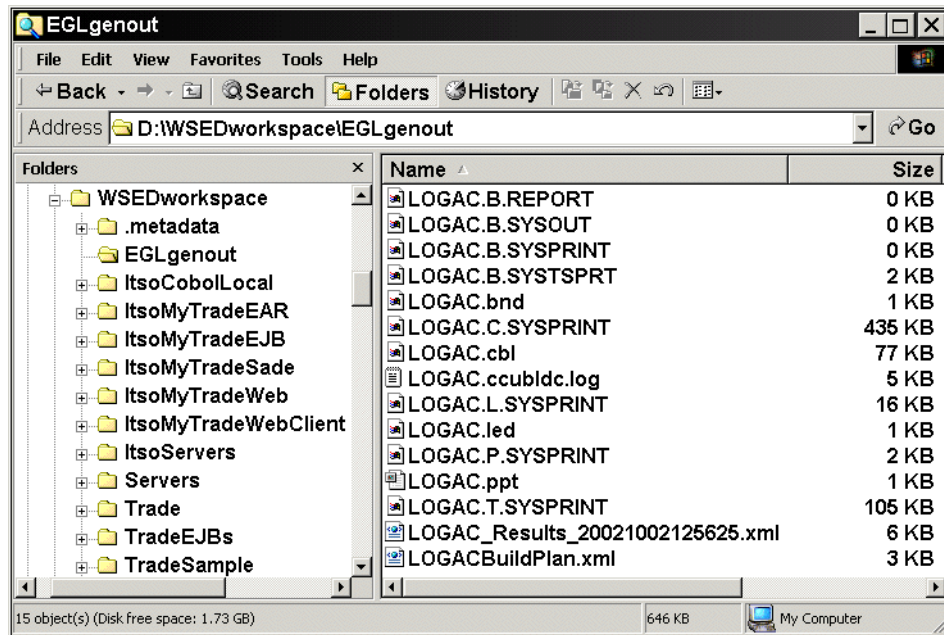 EGLgenout
File Edit View Favorites Tools Help
Back Search Folders History
Address D:\WSEDworkspace\EGLgenout Go
Folders
WSEDworkspace
.metadata
EGLgenout
ItsoCobolLocal
ItsoMyTradeEAR
ItsoMyTradeEJB
ItsoMyTradeSade
ItsoMyTradeWeb
ItsoMyTradeWebClient
ItsoServers
Servers
Trade
TradeEJBs
TradeSample
Name Size
LOGAC.B.REPORT 0 KB
LOGAC.B.SYSOUT 0 KB
LOGAC.B.SYSPRINT 0 KB
LOGAC.B.SYSTSPRT 2 KB
LOGAC.bnd 1 KB
LOGAC.C.SYSPRINT 435 KB
LOGAC.cbl 77 KB
LOGAC.ccubldc.log 5 KB
LOGAC.L.SYSPRINT 16 KB
LOGAC.led 1 KB
LOGAC.P.SYSPRINT 2 KB
LOGAC.ppt 1 KB
LOGAC.T.SYSPRINT 105 KB
LOGAC_Results_20021002125625.xml 6 KB
LOGACBuildPlan.xml 3 KB
15 object(s) (Disk free space: 1.73 GB) 646 KB My Computer